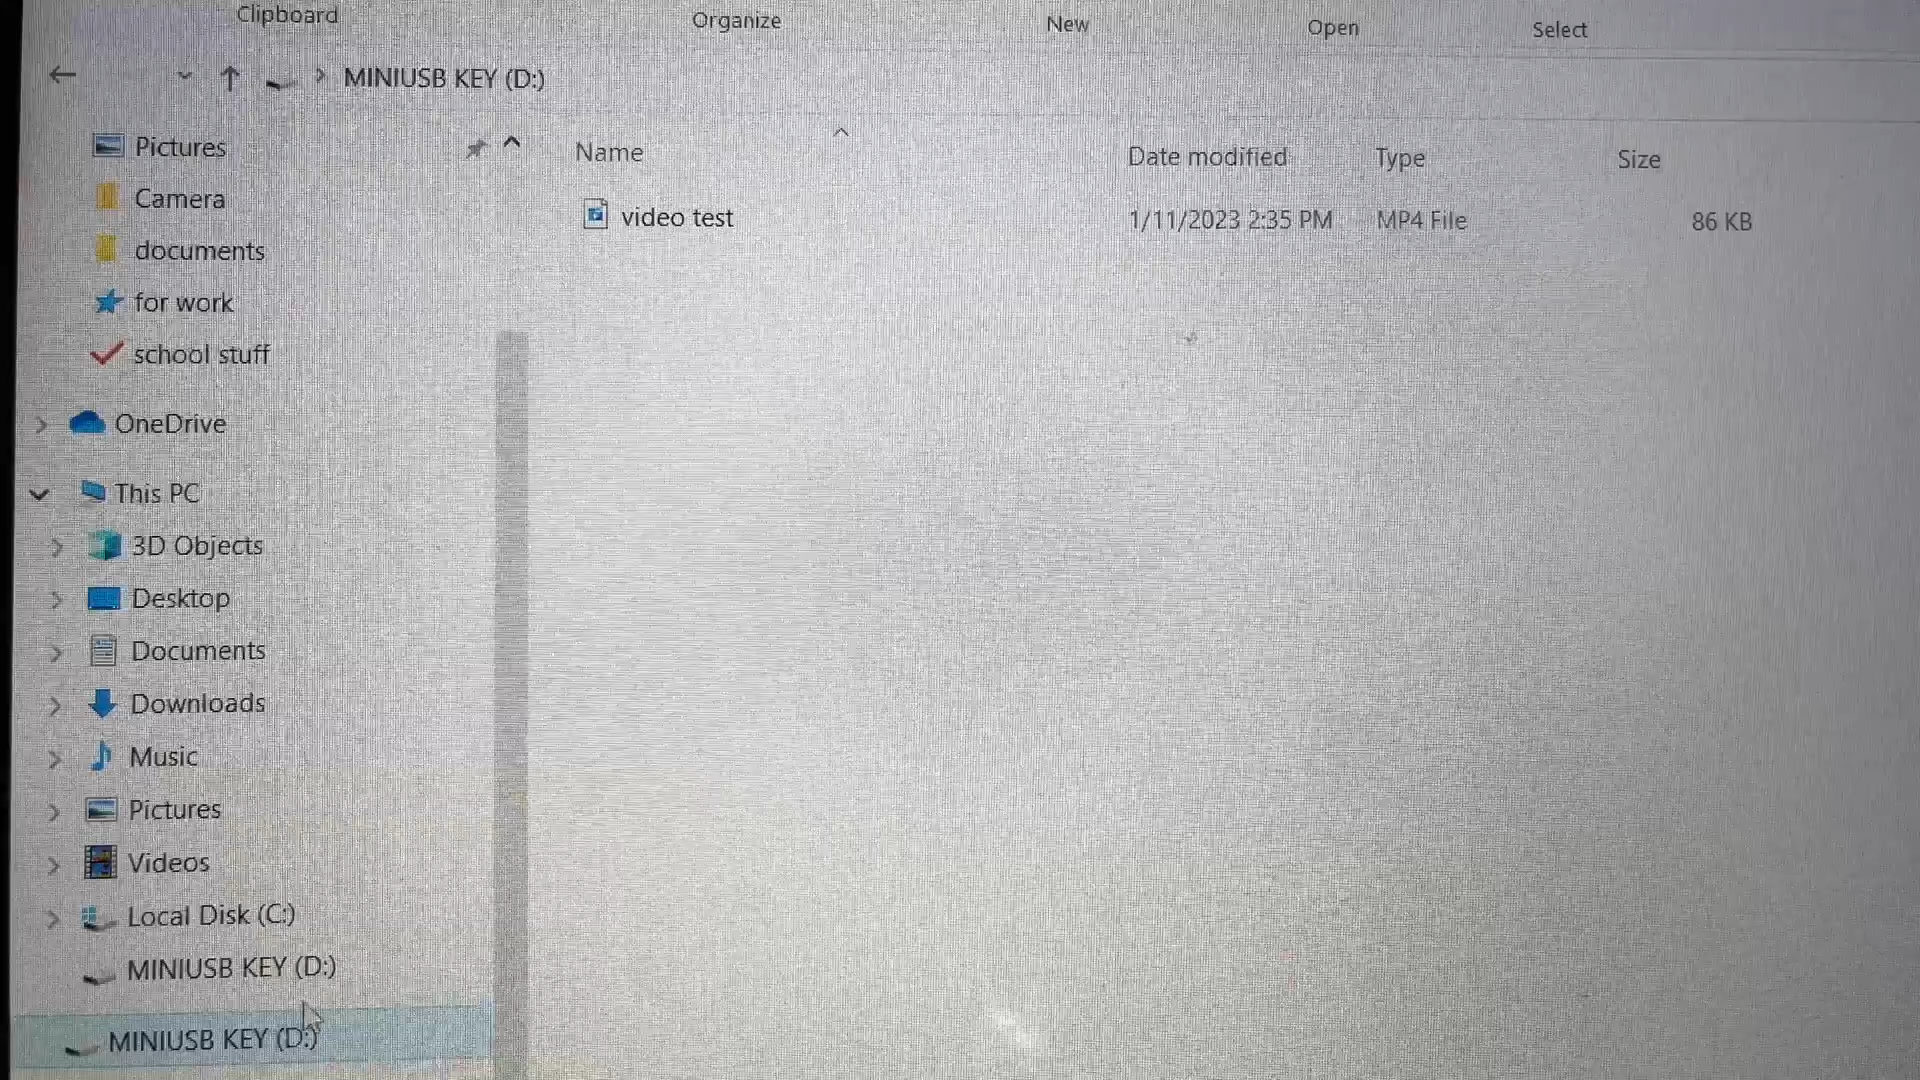 Clipboard Organize New Open Select
MINIUSB KEY (D:)
Pictures
Camera
documents
for work
school stuff
OneDrive
This PC
3D Objects
Desktop
Documents
Downloads
Music
Pictures
Videos
Local Disk (C:)
MINIUSB KEY (D:)
MINIUSB KEY (D:)
Name Date modified Type Size
video test 1/11/2023 2:35 PM MP4 File 86 KB